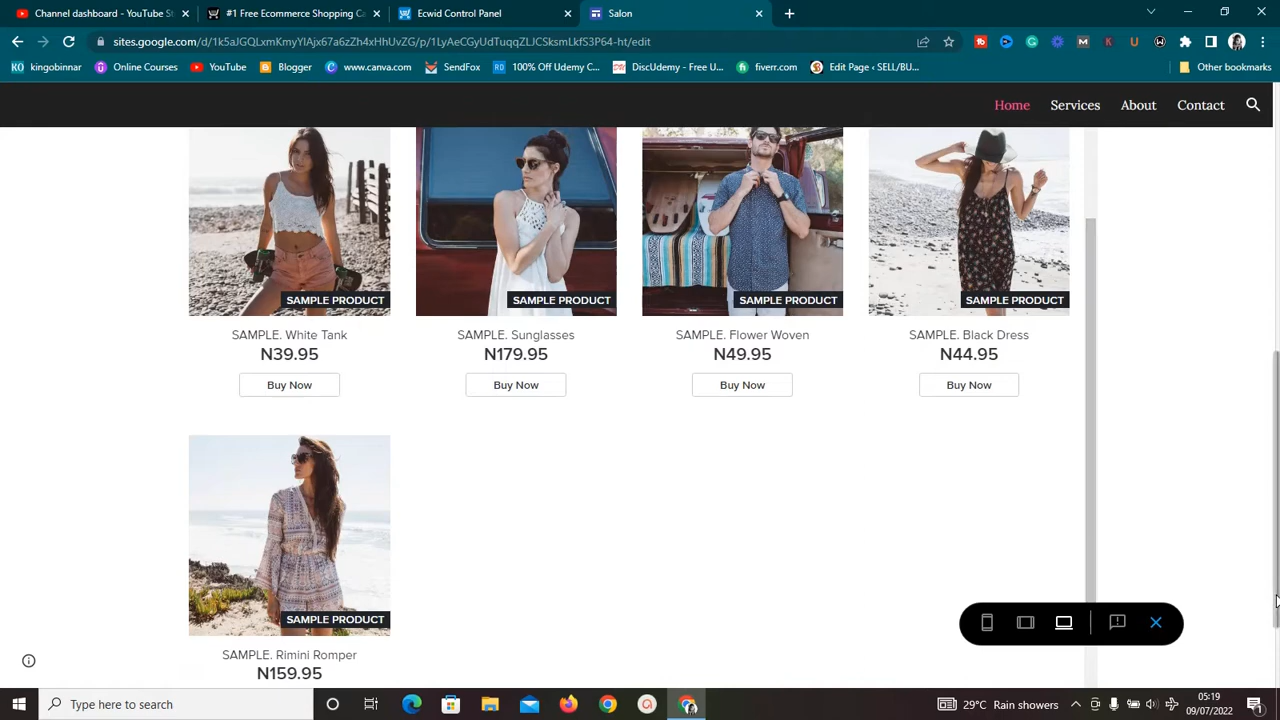 Channel dashboard - YouTube St
#1 Free Ecommerce Shopping Ca
Ecwid Control Panel
Salon
sites.google.com/d/1k5aJGQLxmKmyYIAjx67a6zZh4xHhUvZG/p/1LyAeCGyUdTuqqZLJCSksmLkfS3P64-ht/edit
kingobinnar
Online Courses
YouTube
Blogger
www.canva.com
SendFox
100% Off Udemy C...
DiscUdemy - Free U...
fiverr.com
Edit Page ‹ SELL/BU...
Other bookmarks
Home Services About Contact
SAMPLE PRODUCT SAMPLE PRODUCT SAMPLE PRODUCT SAMPLE PRODUCT
SAMPLE. White Tank SAMPLE. Sunglasses SAMPLE. Flower Woven SAMPLE. Black Dress
N39.95 N179.95 N49.95 N44.95
Buy Now Buy Now Buy Now Buy Now
SAMPLE PRODUCT
SAMPLE. Rimini Romper
N159.95
Type here to search
29°C Rain showers
05:19
09/07/2022